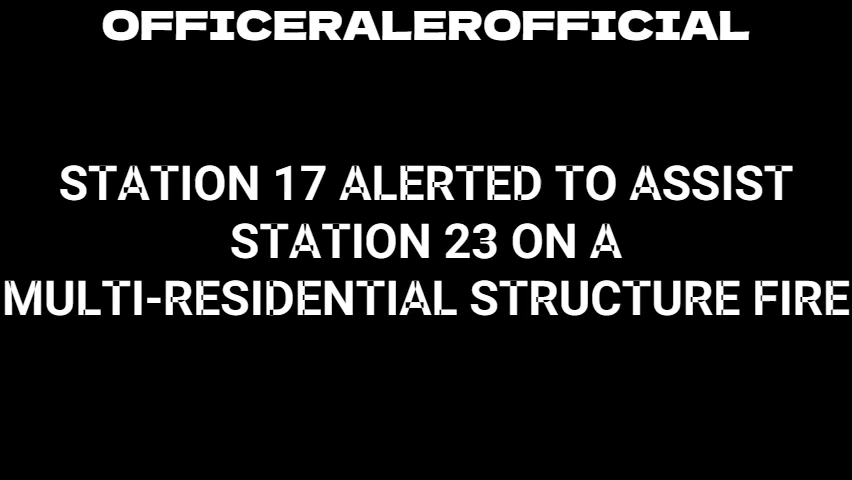 OFFICERALEROFFICIAL
STATION 17 ALERTED TO ASSIST
STATION 23 ON A
MULTI-RESIDENTIAL STRUCTURE FIRE